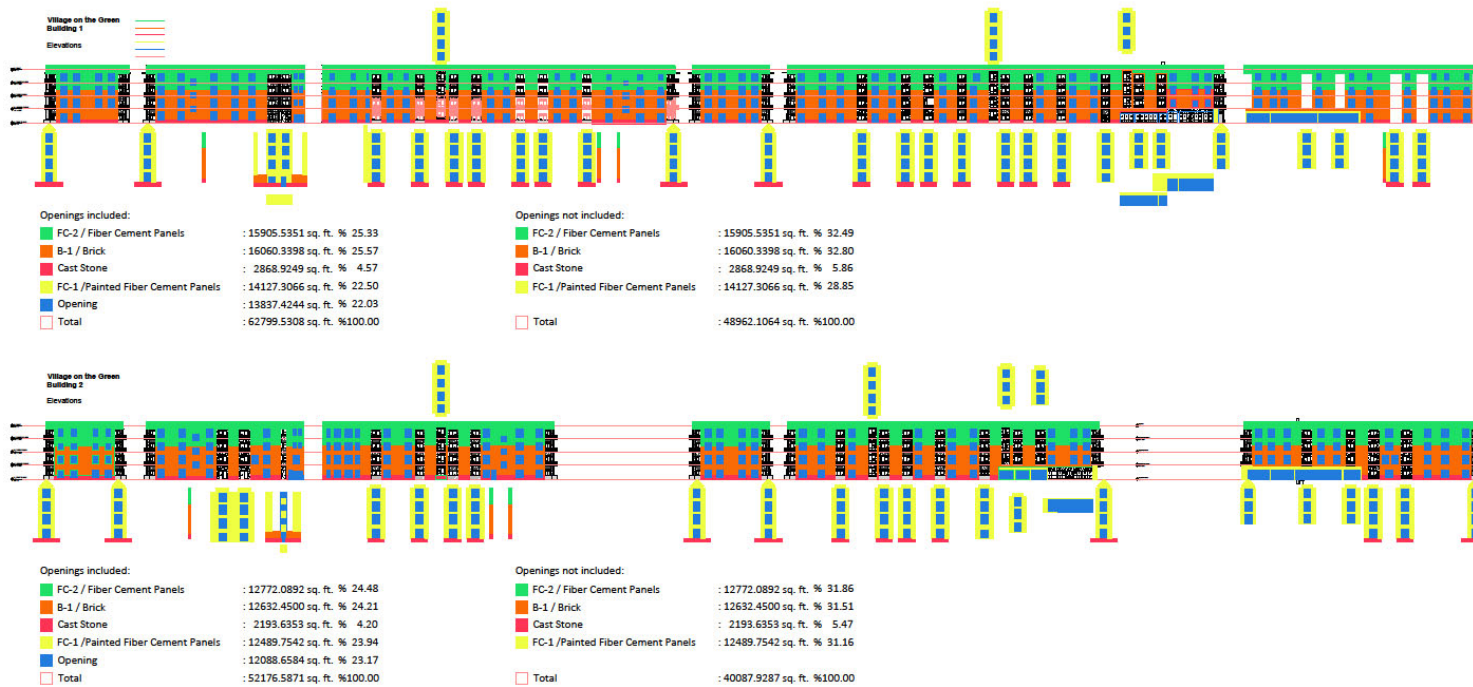 Village on the Green
Building 1
Elevations
Openings included:
FC-2 / Fiber Cement Panels : 15905.5351 sq. ft. % 25.33
B-1 / Brick : 16060.3398 sq. ft. % 25.57
Cast Stone : 2868.9249 sq. ft. % 4.57
FC-1 /Painted Fiber Cement Panels : 14127.3066 sq. ft. % 22.50
Opening : 13837.4244 sq. ft. % 22.03
Total : 62799.5308 sq. ft. %100.00
Openings not included:
FC-2 / Fiber Cement Panels : 15905.5351 sq. ft. % 32.49
B-1 / Brick : 16060.3398 sq. ft. % 32.80
Cast Stone : 2868.9249 sq. ft. % 5.86
FC-1 /Painted Fiber Cement Panels : 14127.3066 sq. ft. % 28.85
Total : 48962.1064 sq. ft. %100.00
Village on the Green
Building 2
Elevations
Openings included:
FC-2 / Fiber Cement Panels : 12772.0892 sq. ft. % 24.48
B-1 / Brick : 12632.4500 sq. ft. % 24.21
Cast Stone : 2193.6353 sq. ft. % 4.20
FC-1 /Painted Fiber Cement Panels : 12489.7542 sq. ft. % 23.94
Opening : 12088.6584 sq. ft. % 23.17
Total : 52176.5871 sq. ft. %100.00
Openings not included:
FC-2 / Fiber Cement Panels : 12772.0892 sq. ft. % 31.86
B-1 / Brick : 12632.4500 sq. ft. % 31.51
Cast Stone : 2193.6353 sq. ft. % 5.47
FC-1 /Painted Fiber Cement Panels : 12489.7542 sq. ft. % 31.16
Total : 40087.9287 sq. ft. %100.00